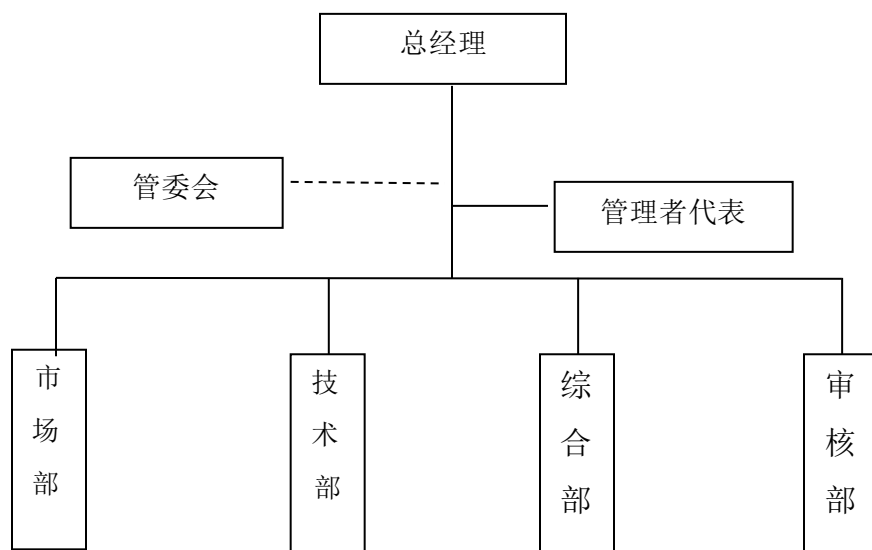 总经理
管委会
管理者代表
市场部
技术部
综合部
审核部